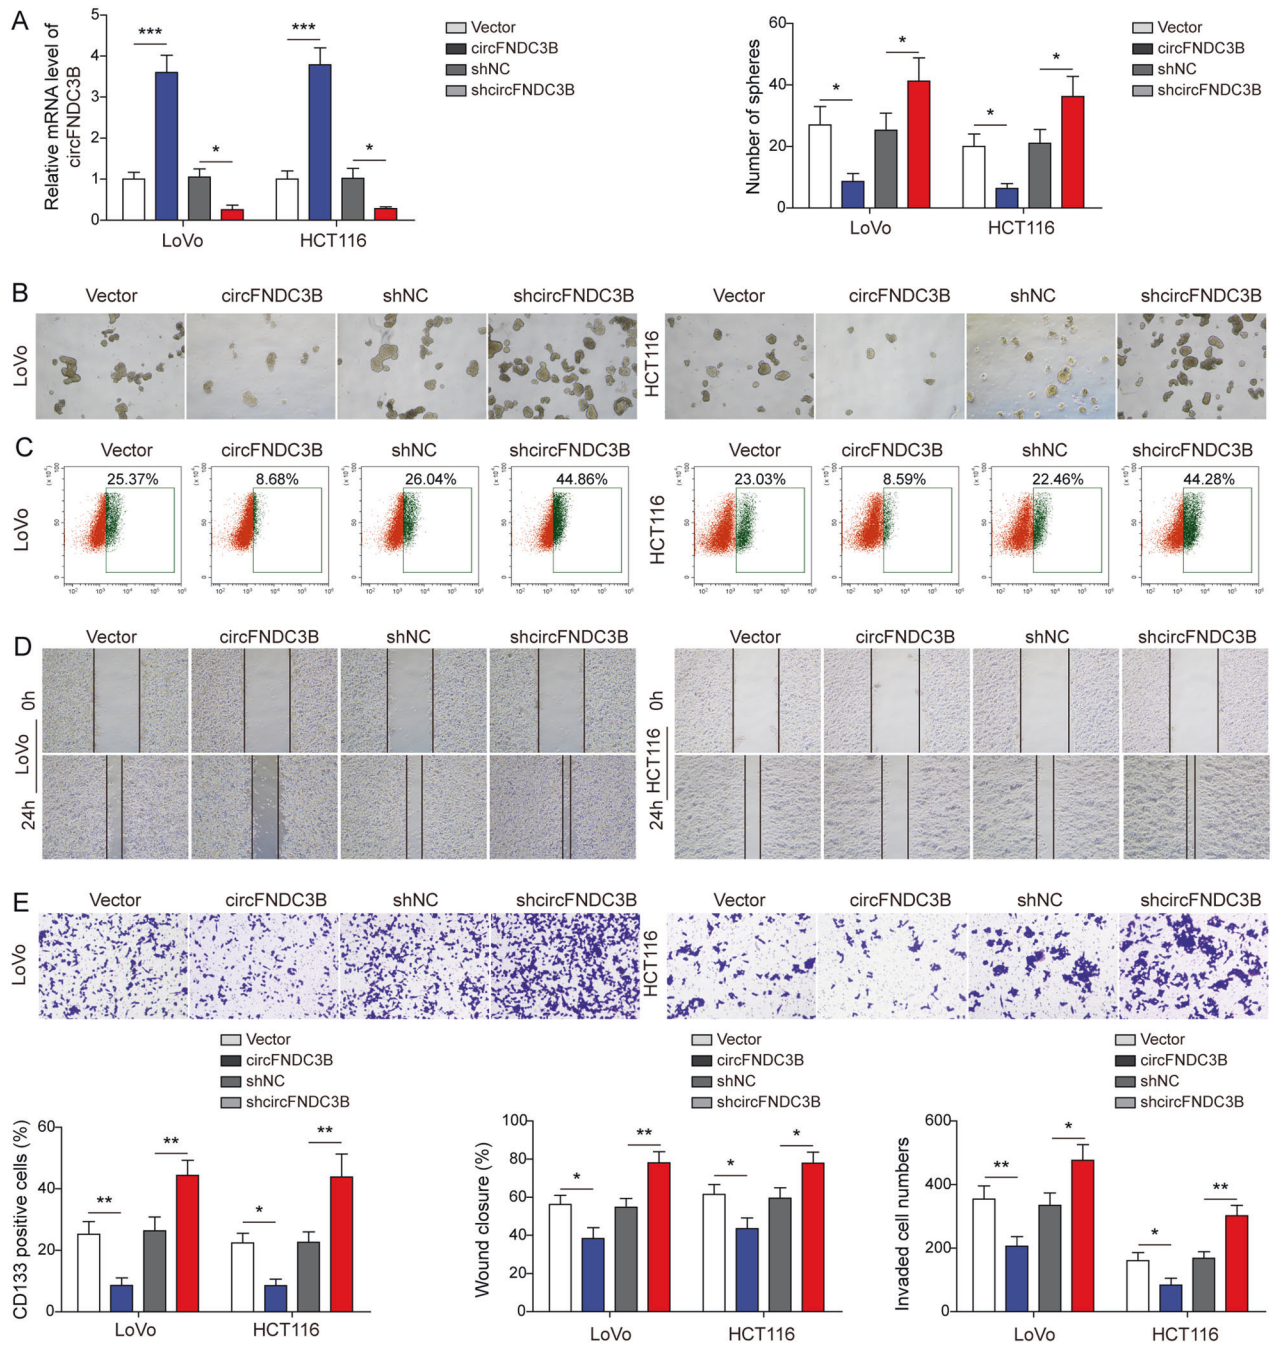 A
Relative mRNA level of
circFNDC3B
5
4
3
2
1
0
***
*
***
*
LoVo
HCT116
Vector
circFNDC3B
shNC
shcircFNDC3B
Number of spheres
60
40
20
0
*
*
*
*
LoVo
HCT116
Vector
circFNDC3B
shNC
shcircFNDC3B
B
Vector
circFNDC3B
shNC
shcircFNDC3B
LoVo
Vector
circFNDC3B
shNC
shcircFNDC3B
HCT116
C
Vector
circFNDC3B
shNC
shcircFNDC3B
LoVo
25.37%
8.68%
26.04%
44.86%
Vector
circFNDC3B
shNC
shcircFNDC3B
HCT116
23.03%
8.59%
22.46%
44.28%
D
Vector
circFNDC3B
shNC
shcircFNDC3B
LoVo
0h
24h
Vector
circFNDC3B
shNC
shcircFNDC3B
HCT116
0h
24h
E
Vector
circFNDC3B
shNC
shcircFNDC3B
LoVo
Vector
circFNDC3B
shNC
shcircFNDC3B
HCT116
Vector
circFNDC3B
shNC
shcircFNDC3B
CD133 positive cells (%)
60
40
20
0
**
**
*
**
LoVo
HCT116
Vector
circFNDC3B
shNC
shcircFNDC3B
Wound closure (%)
100
80
60
40
20
0
*
**
*
*
LoVo
HCT116
Vector
circFNDC3B
shNC
shcircFNDC3B
Invaded cell numbers
600
400
200
0
**
*
*
**
LoVo
HCT116